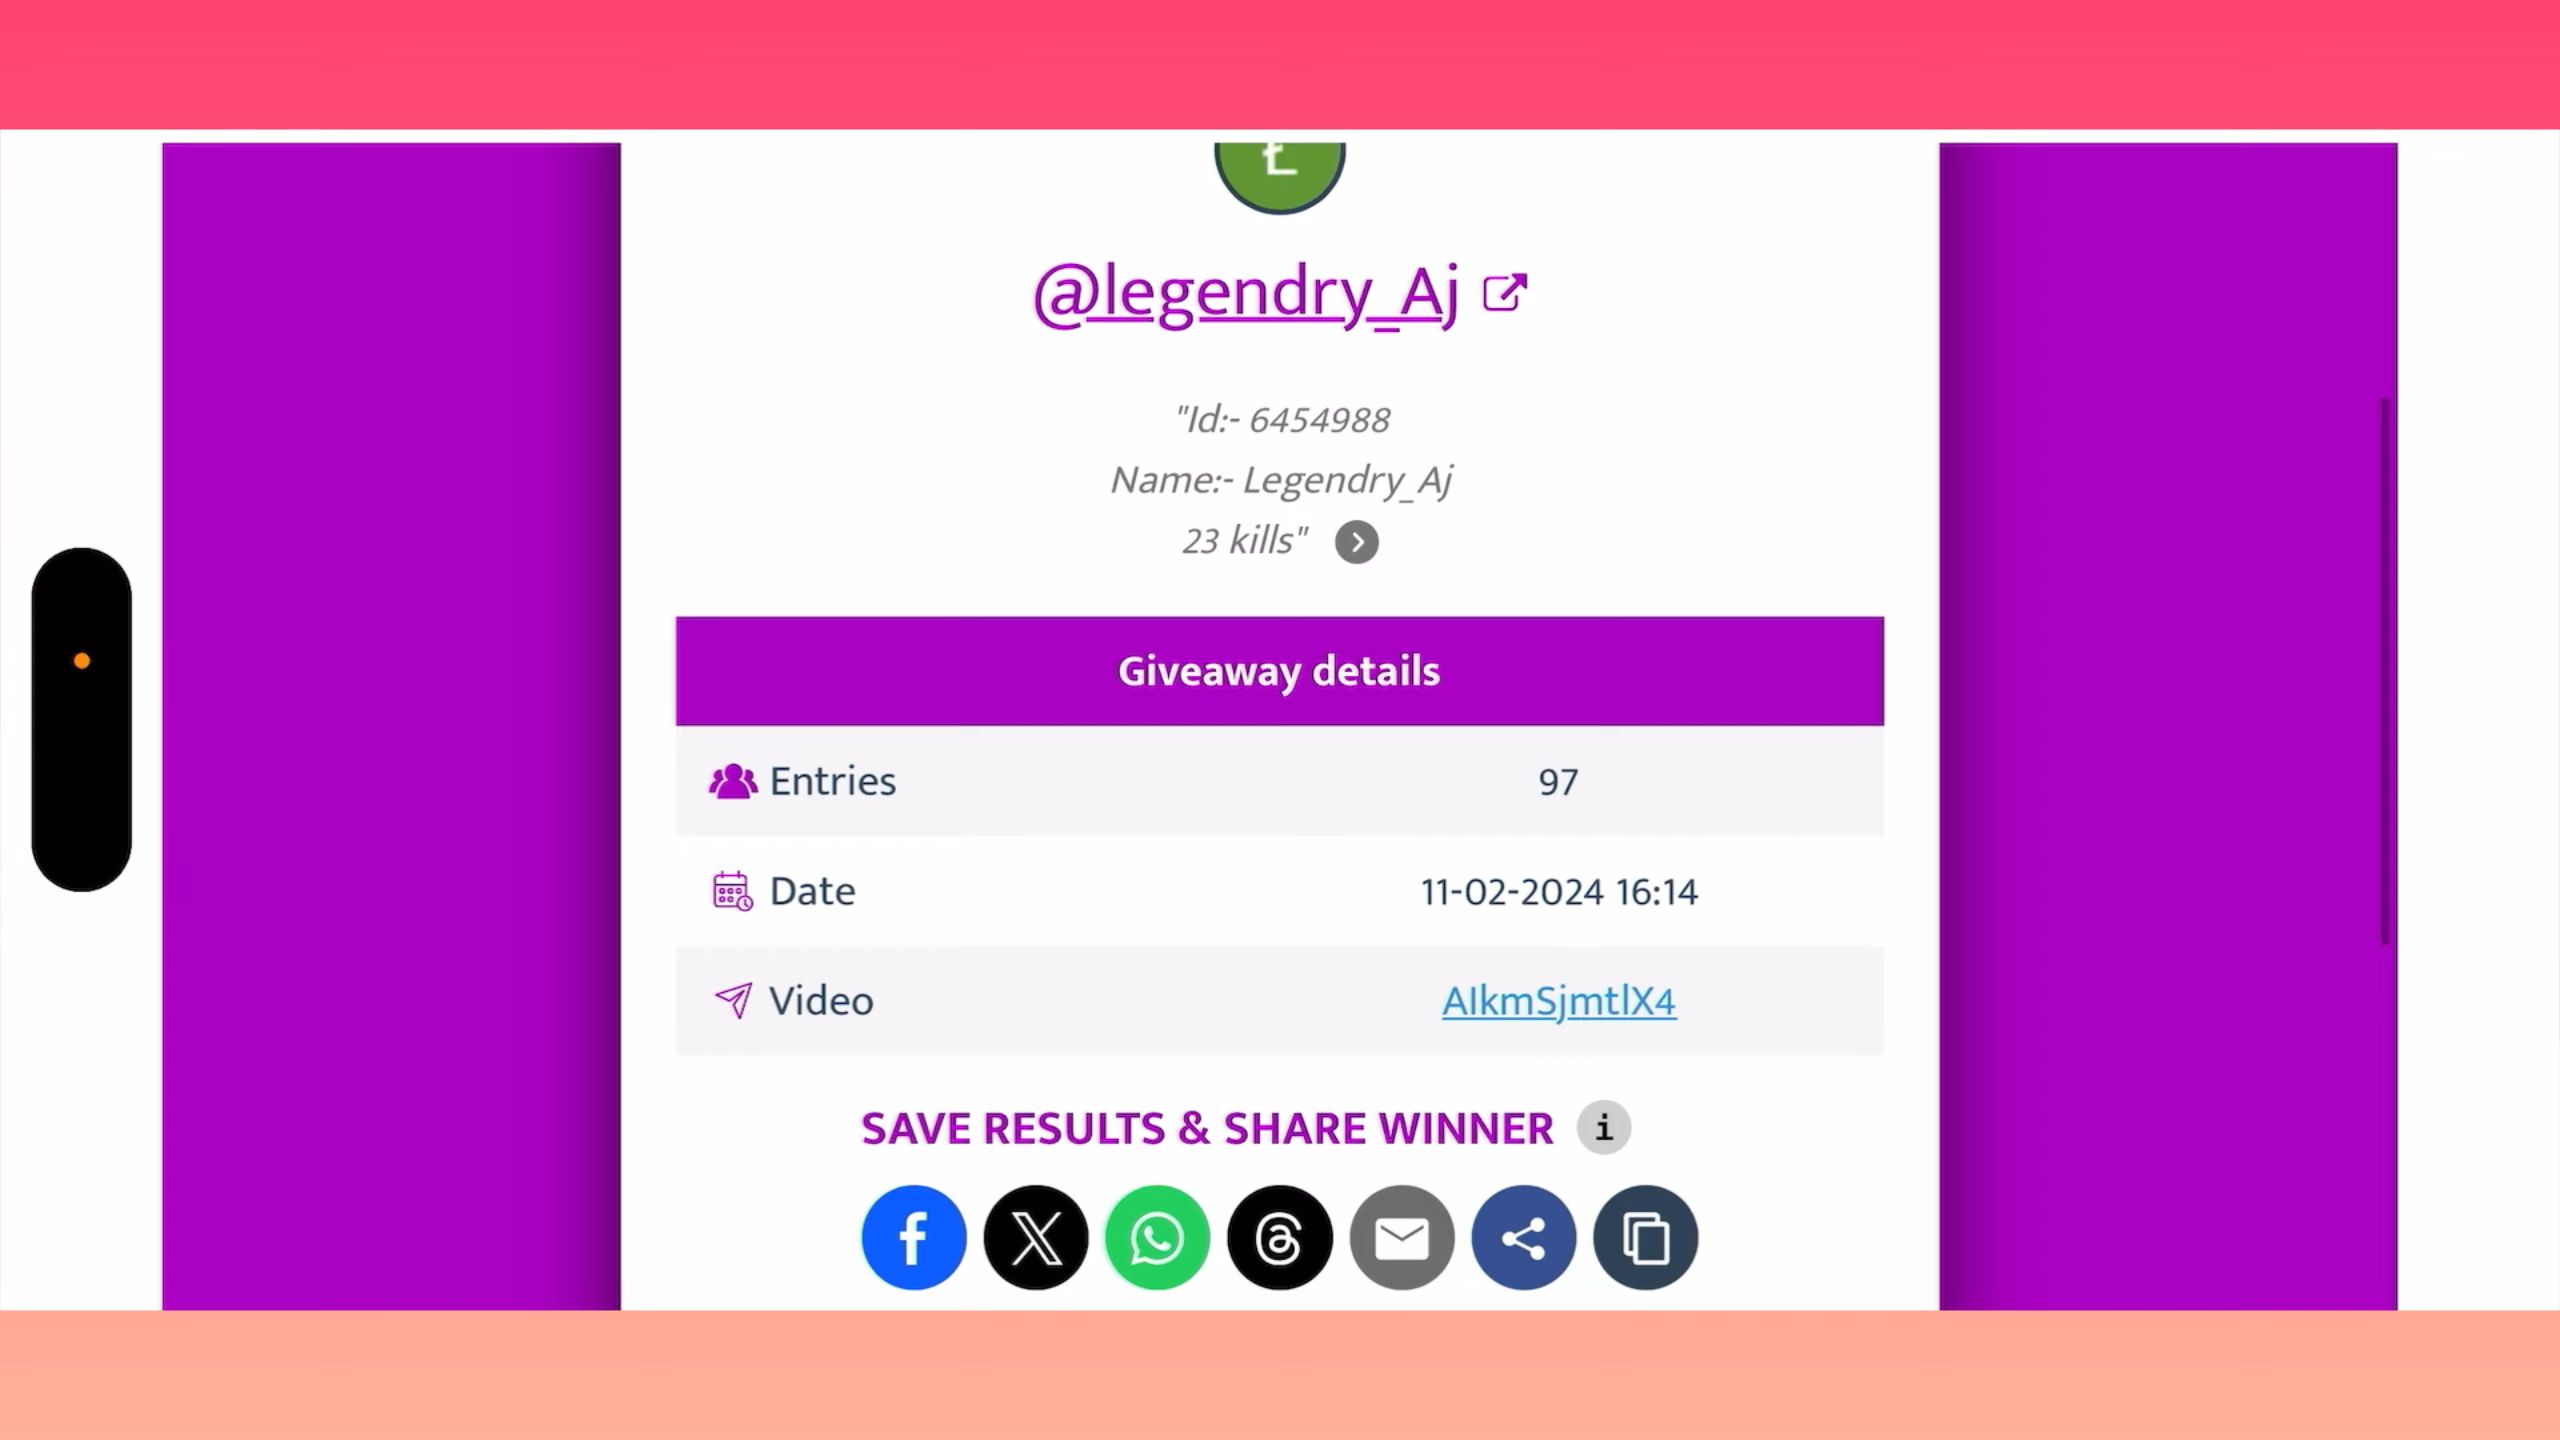 @legendry_Aj
"Id:- 6454988
Name:- Legendry_Aj
23 kills"
Giveaway details
Entries 97
Date 11-02-2024 16:14
Video AIkmSjmtlX4
SAVE RESULTS & SHARE WINNER i